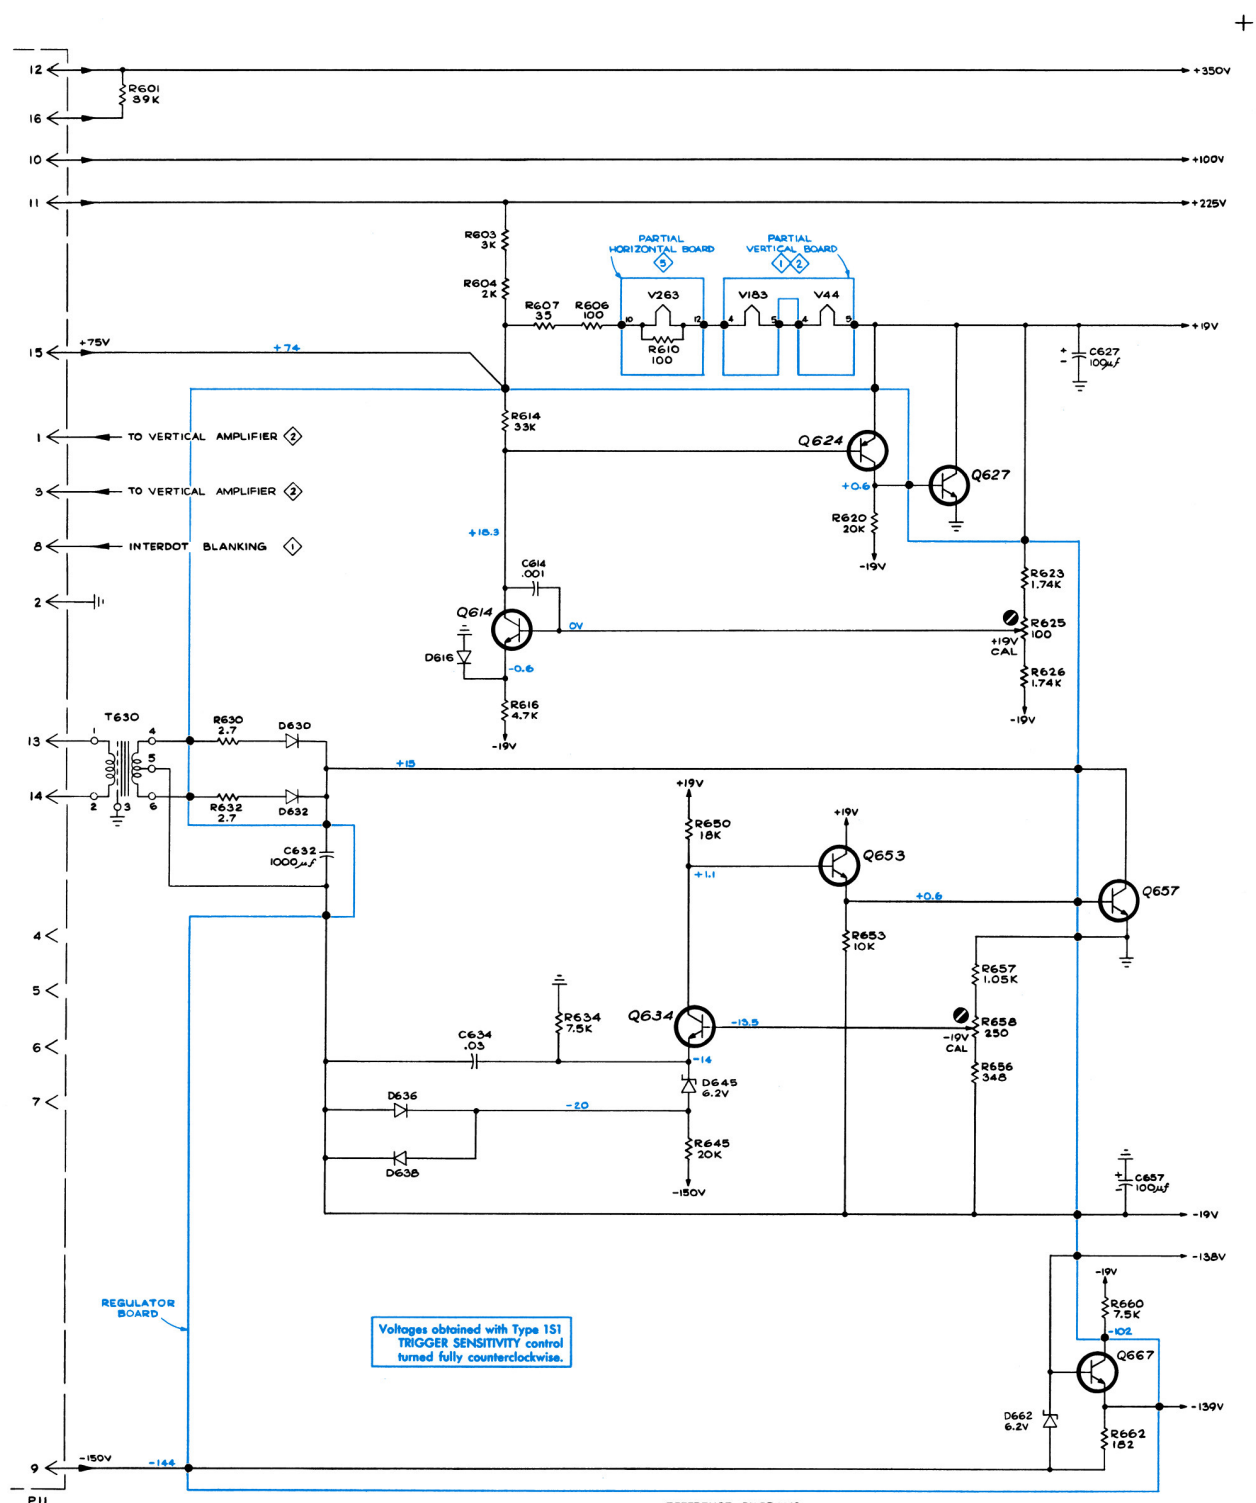 12
+350V
R601
39K
16
10
+100V
11
+225V
R603
3K
R604
2K
PARTIAL
HORIZONTAL BOARD
5
PARTIAL
VERTICAL BOARD
1 2
R607
35
R606
100
10
V263
12
R610
100
4
V183
5
4
V44
5
+19V
+
-
C627
100µf
15
+75V
+74
R614
33K
1
TO VERTICAL AMPLIFIER 2
3
TO VERTICAL AMPLIFIER 2
8
INTERDOT BLANKING 1
2
Q624
+0.6
Q627
R620
20K
-19V
+18.3
C614
.001
Q614
0V
D616
-0.6
R616
4.7K
-19V
R623
1.74K
R625
100
+19V
CAL
R626
1.74K
-19V
13
14
T630
1
2
3
4
5
6
R630
2.7
D630
R632
2.7
D632
+15
C632
1000µf
+19V
R650
18K
+1.1
+19V
Q653
+0.6
Q657
R653
10K
4
5
6
7
R657
1.05K
R658
250
-19V
CAL
R656
348
R634
7.5K
Q634
-13.5
C634
.03
-14
D645
6.2V
D636
-20
D638
R645
20K
-150V
+
-
C657
100µf
-19V
-138V
-19V
R660
7.5K
-102
Q667
-139V
D662
6.2V
R662
182
REGULATOR
BOARD
Voltages obtained with Type 1S1
TRIGGER SENSITIVITY control
turned fully counterclockwise.
9
-150V
-144
P11